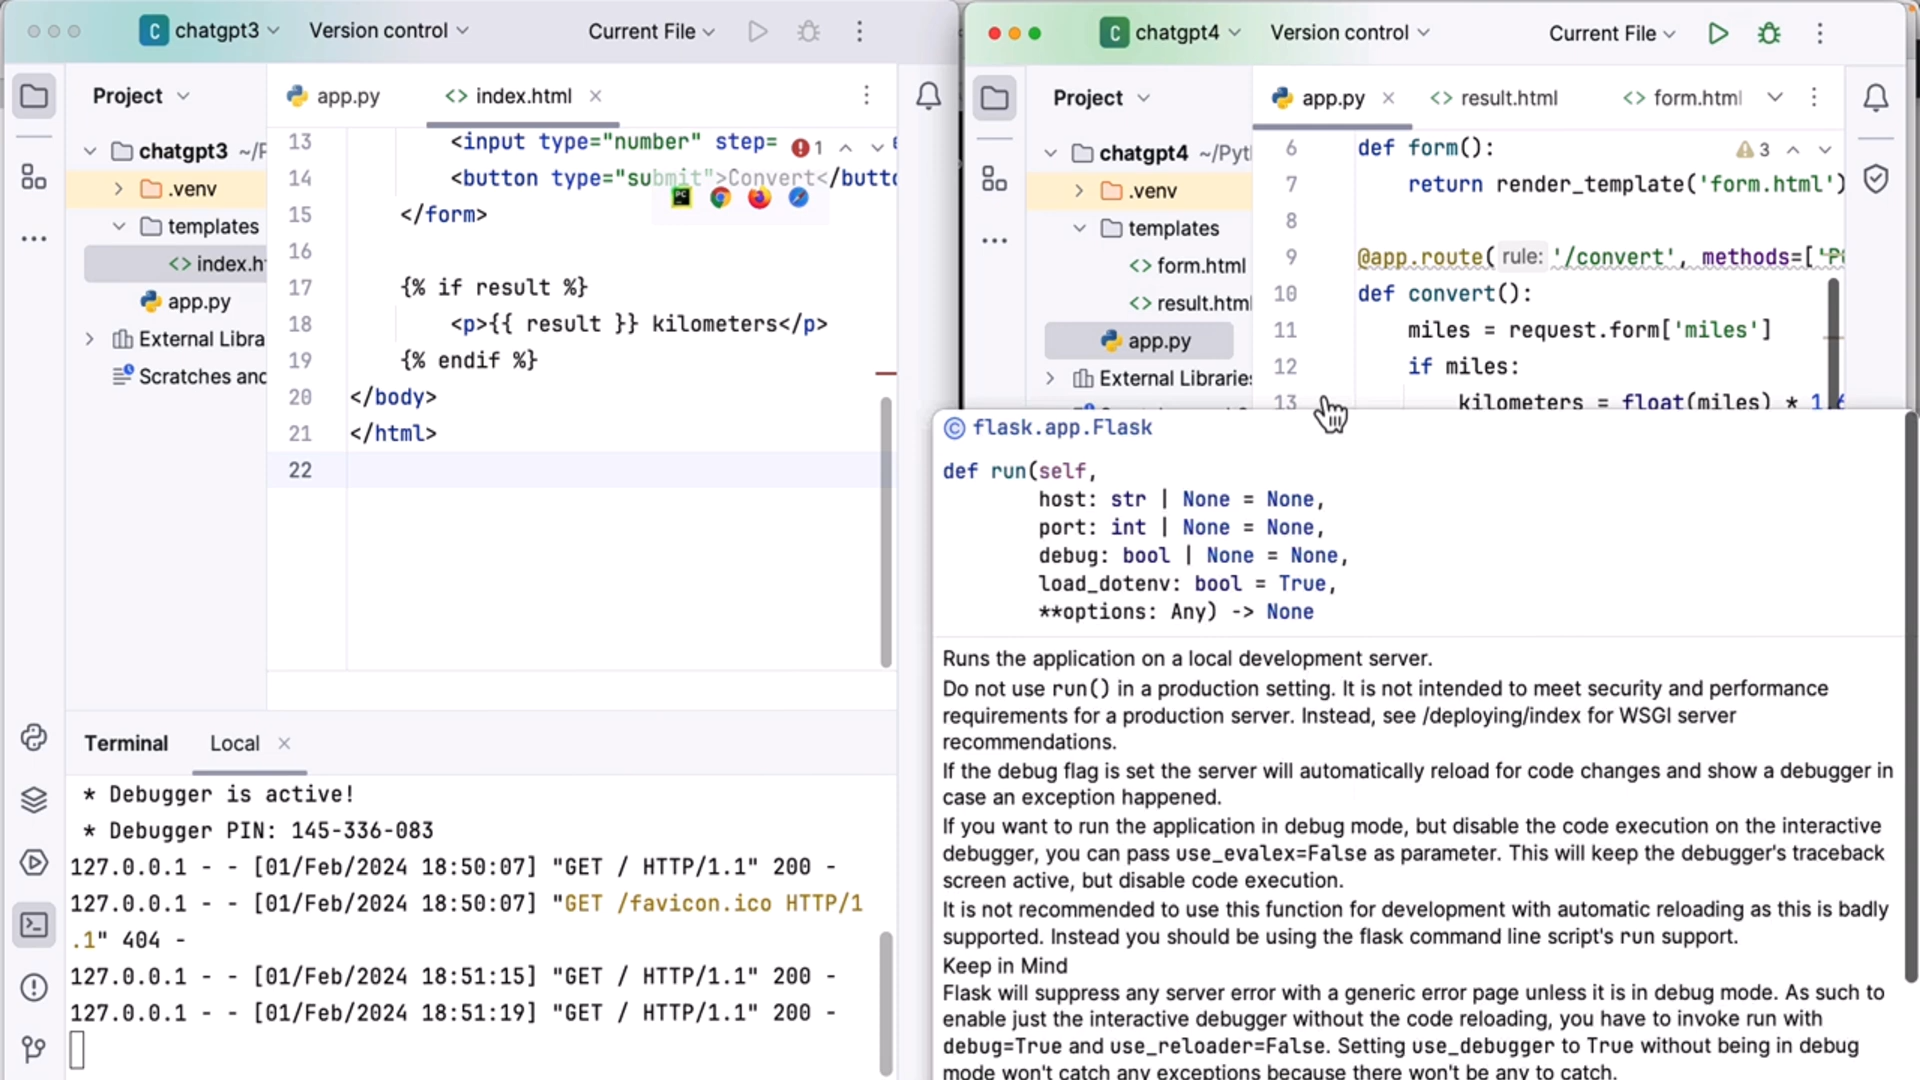 C chatgpt3 Version control Current File
Project
app.py
index.html
chatgpt3 ~/P
.venv
templates
index.h
app.py
External Libra
Scratches and
13 <input type="number" step=
1
14 <button type="submit">Convert</butto
15 </form>
16
17 {% if result %}
18 <p>{{ result }} kilometers</p>
19 {% endif %}
20 </body>
21 </html>
22
Terminal Local
* Debugger is active!
* Debugger PIN: 145-336-083
127.0.0.1 - - [01/Feb/2024 18:50:07] "GET / HTTP/1.1" 200 -
127.0.0.1 - - [01/Feb/2024 18:50:07] "GET /favicon.ico HTTP/1
.1" 404 -
127.0.0.1 - - [01/Feb/2024 18:51:15] "GET / HTTP/1.1" 200 -
127.0.0.1 - - [01/Feb/2024 18:51:19] "GET / HTTP/1.1" 200 -
C chatgpt4 Version control Current File
Project
app.py
result.html
form.html
chatgpt4 ~/Pyt
.venv
templates
form.html
result.html
app.py
External Libraries
6 def form():
3
7 return render_template('form.html')
8
9 @app.route( rule: '/convert', methods=['P
10 def convert():
11 miles = request.form['miles']
12 if miles:
13 kilometers = float(miles) * 1.6
flask.app.Flask
def run(self,
host: str | None = None,
port: int | None = None,
debug: bool | None = None,
load_dotenv: bool = True,
**options: Any) -> None
Runs the application on a local development server.
Do not use run() in a production setting. It is not intended to meet security and performance
requirements for a production server. Instead, see /deploying/index for WSGI server
recommendations.
If the debug flag is set the server will automatically reload for code changes and show a debugger in
case an exception happened.
If you want to run the application in debug mode, but disable the code execution on the interactive
debugger, you can pass use_evalex=False as parameter. This will keep the debugger's traceback
screen active, but disable code execution.
It is not recommended to use this function for development with automatic reloading as this is badly
supported. Instead you should be using the flask command line script's run support.
Keep in Mind
Flask will suppress any server error with a generic error page unless it is in debug mode. As such to
enable just the interactive debugger without the code reloading, you have to invoke run with
debug=True and use_reloader=False. Setting use_debugger to True without being in debug
mode won't catch any exceptions because there won't be any to catch.